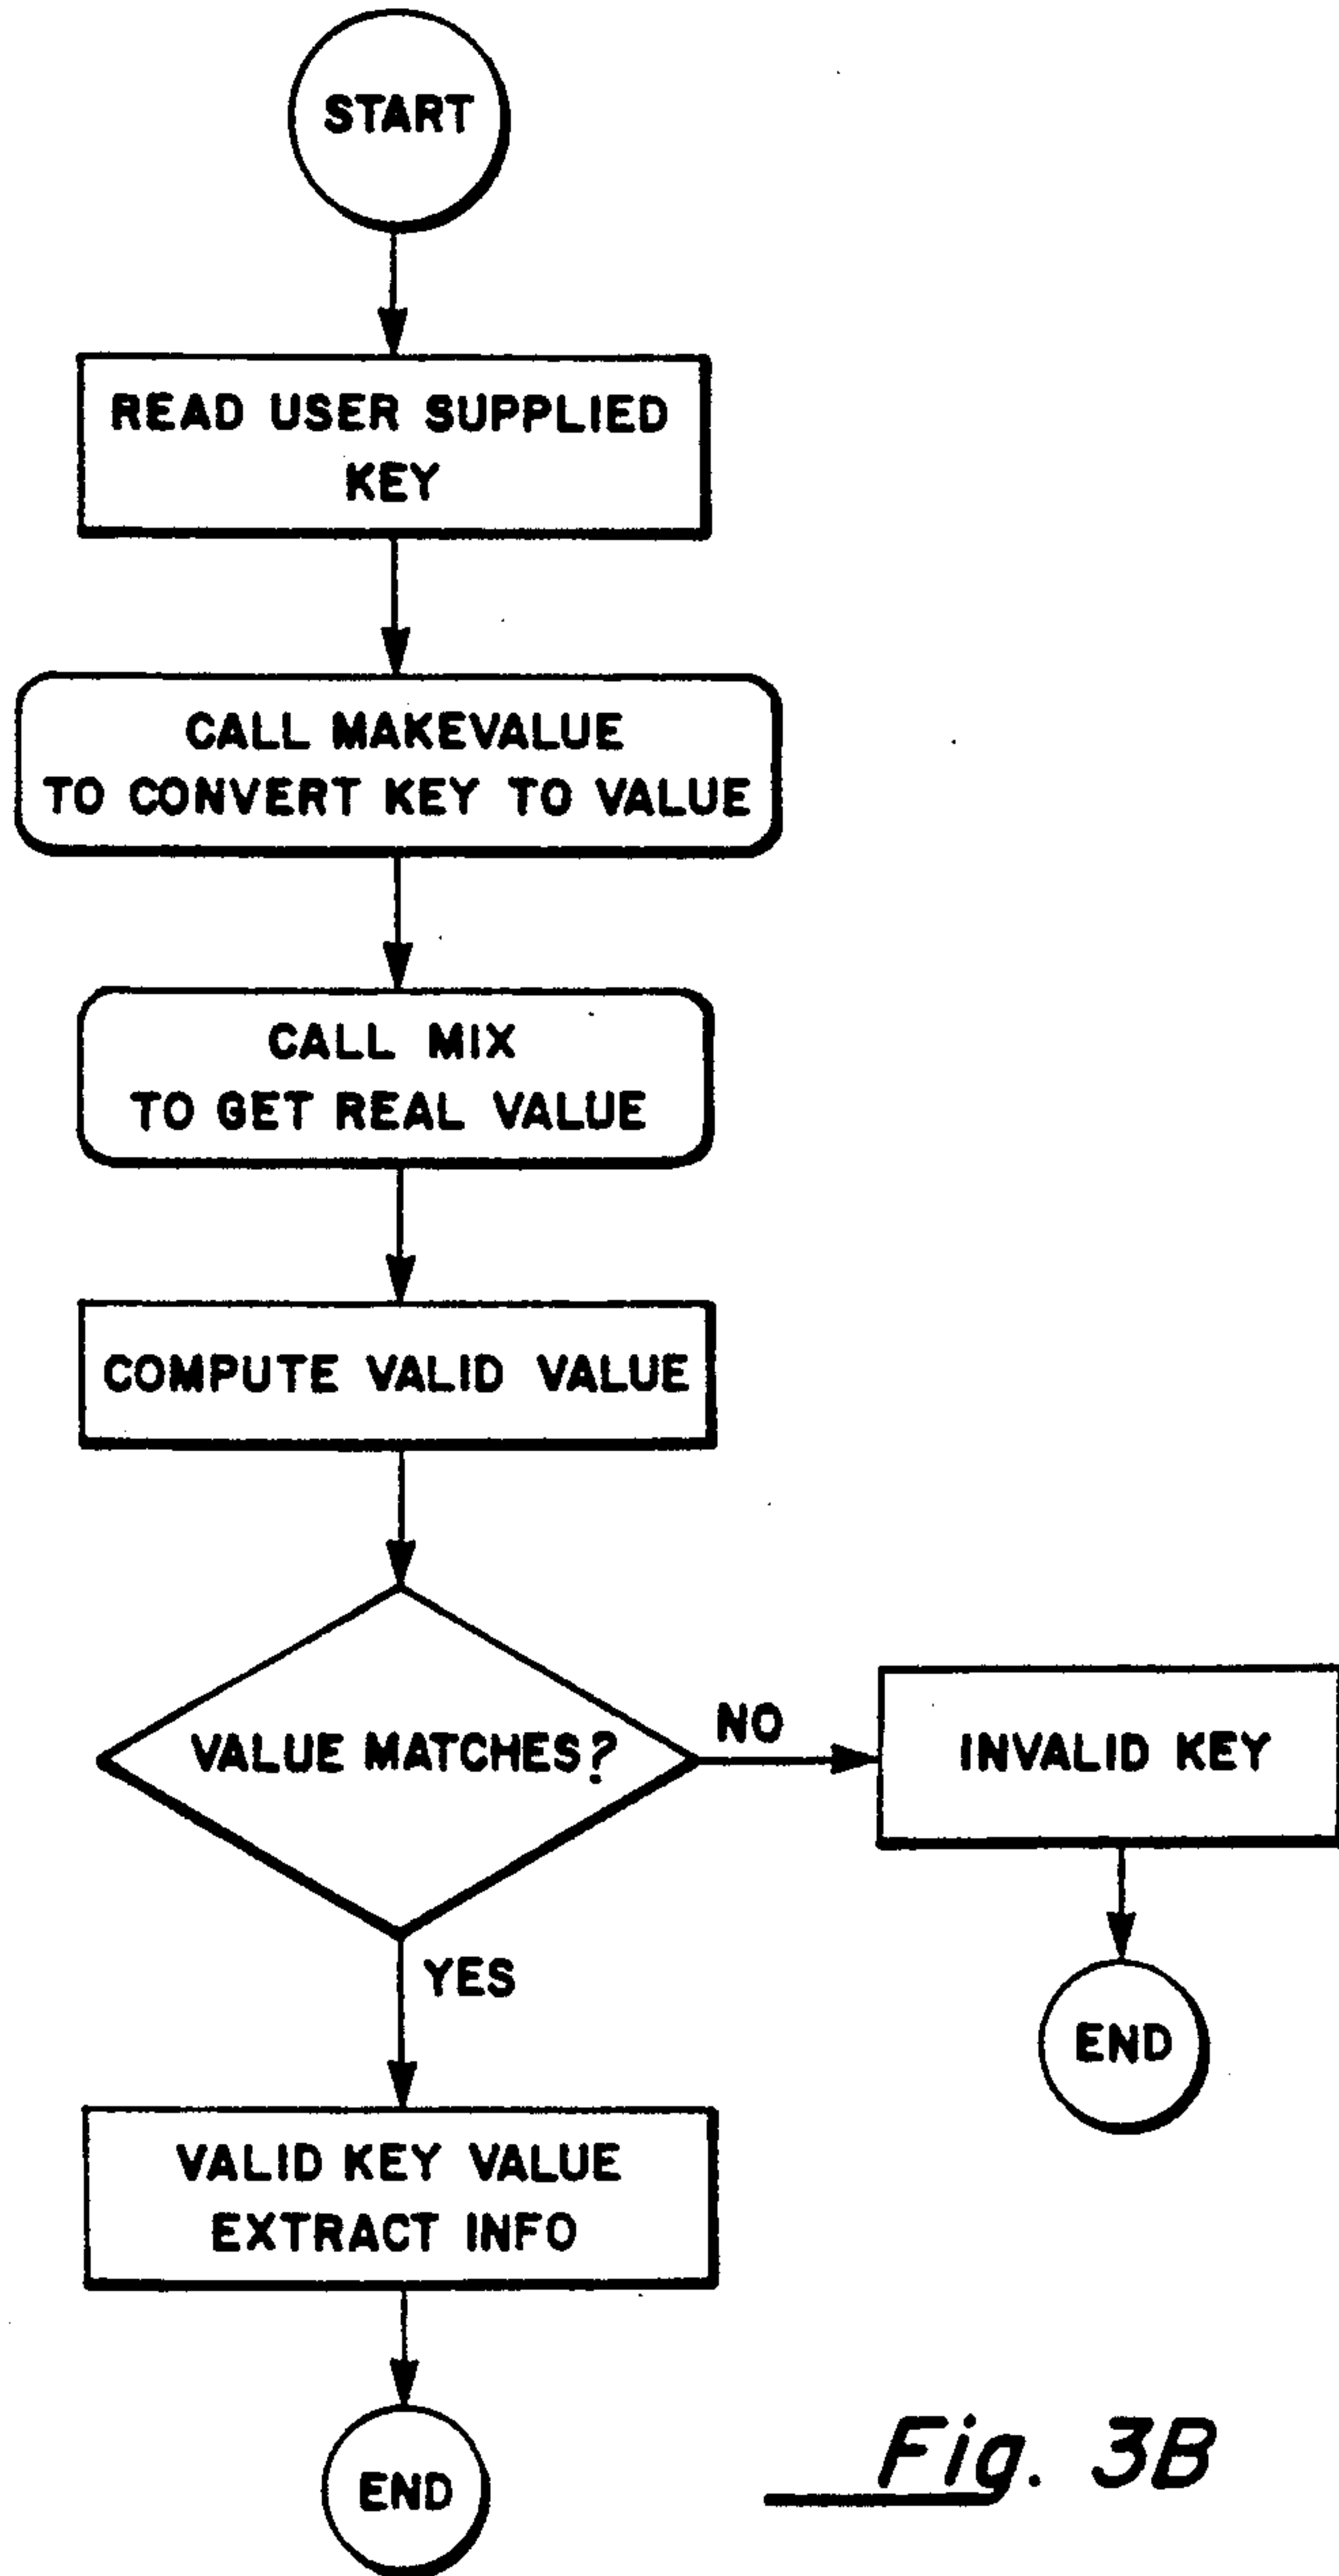 START
READ USER SUPPLIED
KEY
CALL MAKEVALUE
TO CONVERT KEY TO VALUE
CALL MIX
TO GET REAL VALUE
COMPUTE VALID VALUE
VALUE MATCHES?
NO
INVALID KEY
END
YES
VALID KEY VALUE
EXTRACT INFO
END
Fig. 3B